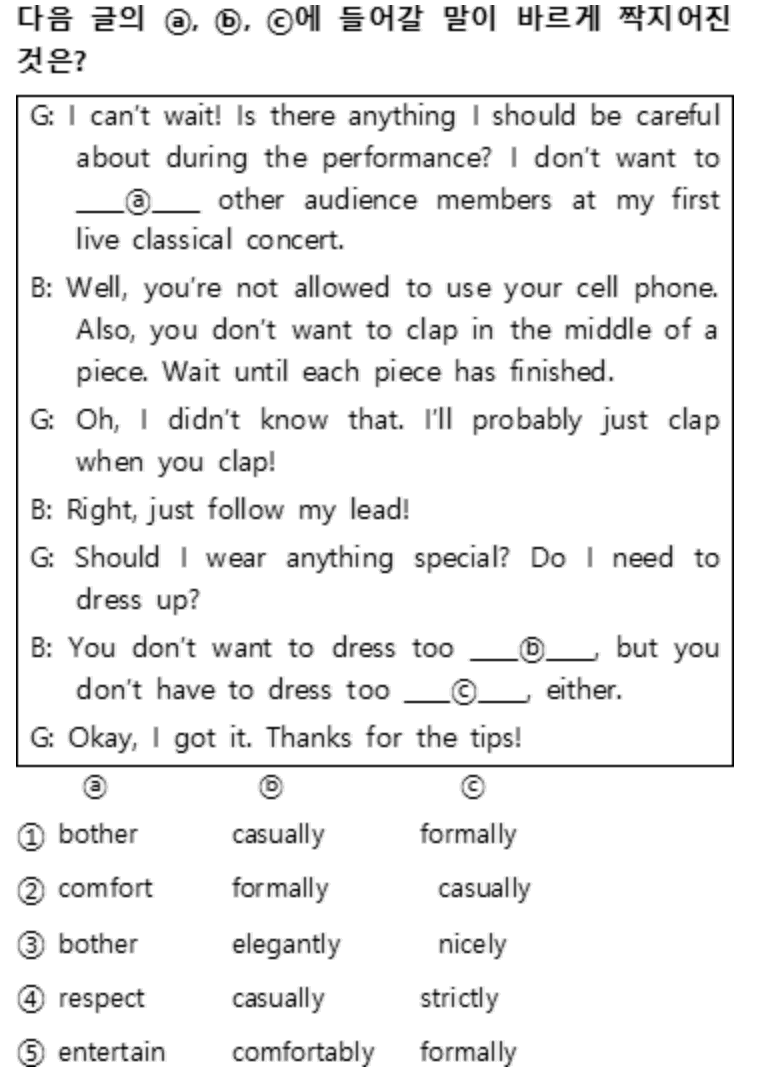 다음 글의 ⓐ, ⓑ, ⓒ에 들어갈 말이 바르게 짝지어진
것은?
G: I can't wait! Is there anything I should be careful
about during the performance? I don't want to
___ⓐ___ other audience members at my first
live classical concert.
B: Well, you're not allowed to use your cell phone.
Also, you don't want to clap in the middle of a
piece. Wait until each piece has finished.
G: Oh, I didn't know that. I'll probably just clap
when you clap!
B: Right, just follow my lead!
G: Should I wear anything special? Do I need to
dress up?
B: You don't want to dress too ___ⓑ___, but you
don't have to dress too ___ⓒ___, either.
G: Okay, I got it. Thanks for the tips!
ⓐ ⓑ ⓒ
① bother casually formally
② comfort formally casually
③ bother elegantly nicely
④ respect casually strictly
⑤ entertain comfortably formally